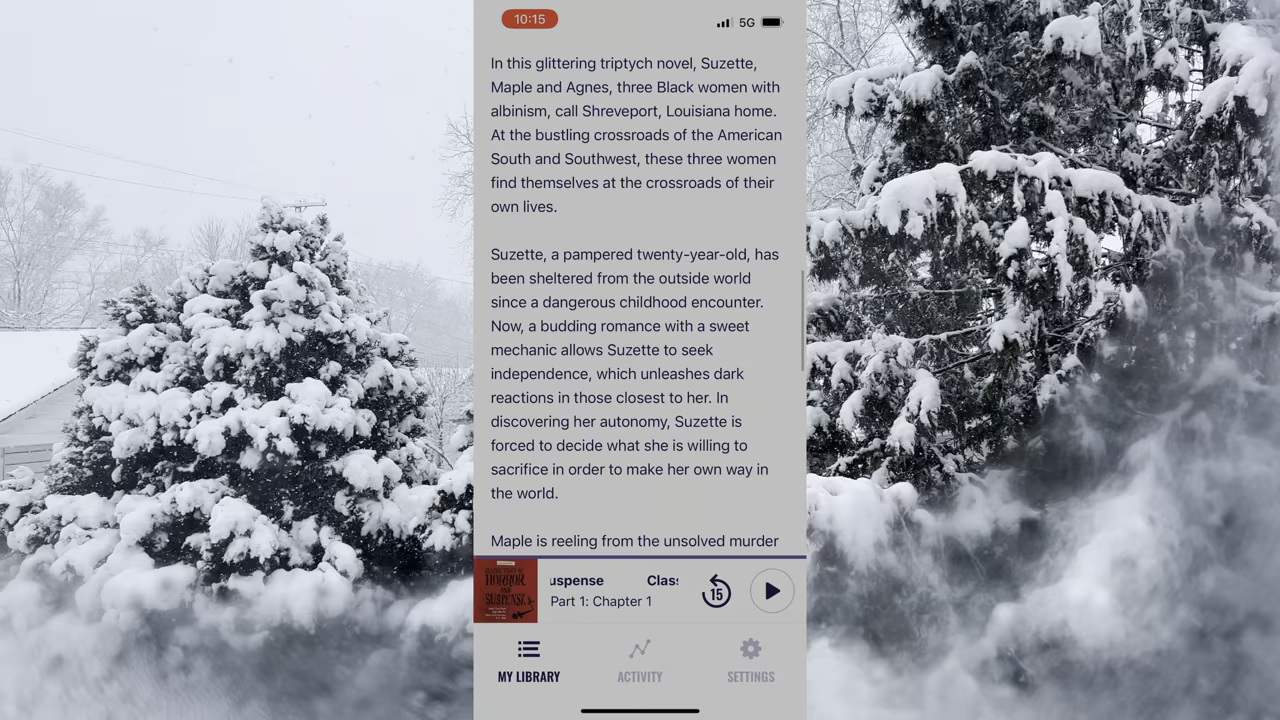 10:15
5G
In this glittering triptych novel, Suzette,
Maple and Agnes, three Black women with
albinism, call Shreveport, Louisiana home.
At the bustling crossroads of the American
South and Southwest, these three women
find themselves at the crossroads of their
own lives.
Suzette, a pampered twenty-year-old, has
been sheltered from the outside world
since a dangerous childhood encounter.
Now, a budding romance with a sweet
mechanic allows Suzette to seek
independence, which unleashes dark
reactions in those closest to her. In
discovering her autonomy, Suzette is
forced to decide what she is willing to
sacrifice in order to make her own way in
the world.
Maple is reeling from the unsolved murder
HORROR
SUSPENSE
uspense Clas
Part 1: Chapter 1
15
MY LIBRARY
ACTIVITY
SETTINGS